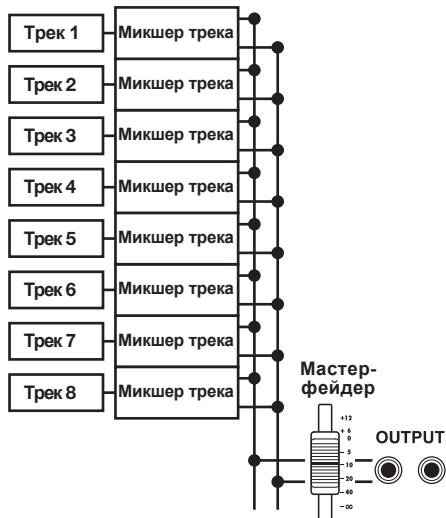 Трек 1 Микшер трека
Трек 2 Микшер трека
Трек 3 Микшер трека
Трек 4 Микшер трека
Трек 5 Микшер трека
Трек 6 Микшер трека
Трек 7 Микшер трека
Трек 8 Микшер трека
Мастер-
фейдер
OUTPUT
+12
+ 6
0
- 5
- 10
- 20
- 40
- ∞